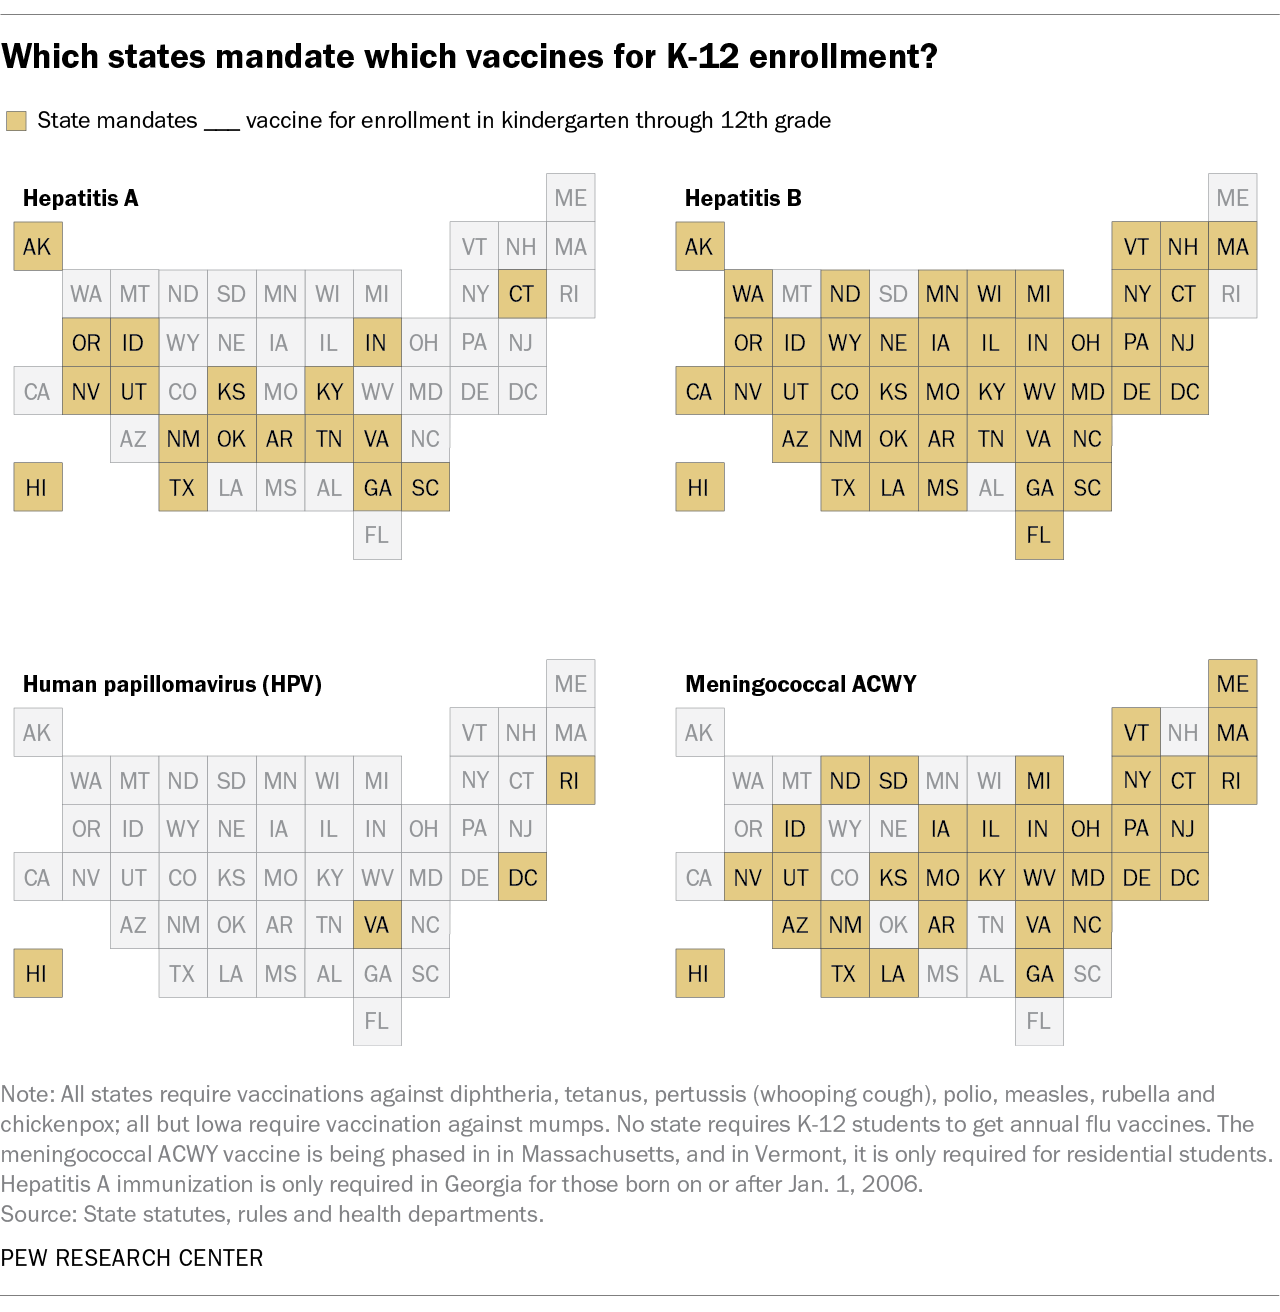 Which states mandate which vaccines for K-12 enrollment?
State mandates ___ vaccine for enrollment in kindergarten through 12th grade
Hepatitis A
ME
AK VT NH MA
WA MT ND SD MN WI MI NY CT RI
OR ID WY NE IA IL IN OH PA NJ
CA NV UT CO KS MO KY WV MD DE DC
AZ NM OK AR TN VA NC
HI TX LA MS AL GA SC
FL
Hepatitis B
ME
AK VT NH MA
WA MT ND SD MN WI MI NY CT RI
OR ID WY NE IA IL IN OH PA NJ
CA NV UT CO KS MO KY WV MD DE DC
AZ NM OK AR TN VA NC
HI TX LA MS AL GA SC
FL
Human papillomavirus (HPV)
ME
AK VT NH MA
WA MT ND SD MN WI MI NY CT RI
OR ID WY NE IA IL IN OH PA NJ
CA NV UT CO KS MO KY WV MD DE DC
AZ NM OK AR TN VA NC
HI TX LA MS AL GA SC
FL
Meningococcal ACWY
ME
AK VT NH MA
WA MT ND SD MN WI MI NY CT RI
OR ID WY NE IA IL IN OH PA NJ
CA NV UT CO KS MO KY WV MD DE DC
AZ NM OK AR TN VA NC
HI TX LA MS AL GA SC
FL
Note: All states require vaccinations against diphtheria, tetanus, pertussis (whooping cough), polio, measles, rubella and
chickenpox; all but Iowa require vaccination against mumps. No state requires K-12 students to get annual flu vaccines. The
meningococcal ACWY vaccine is being phased in in Massachusetts, and in Vermont, it is only required for residential students.
Hepatitis A immunization is only required in Georgia for those born on or after Jan. 1, 2006.
Source: State statutes, rules and health departments.
PEW RESEARCH CENTER